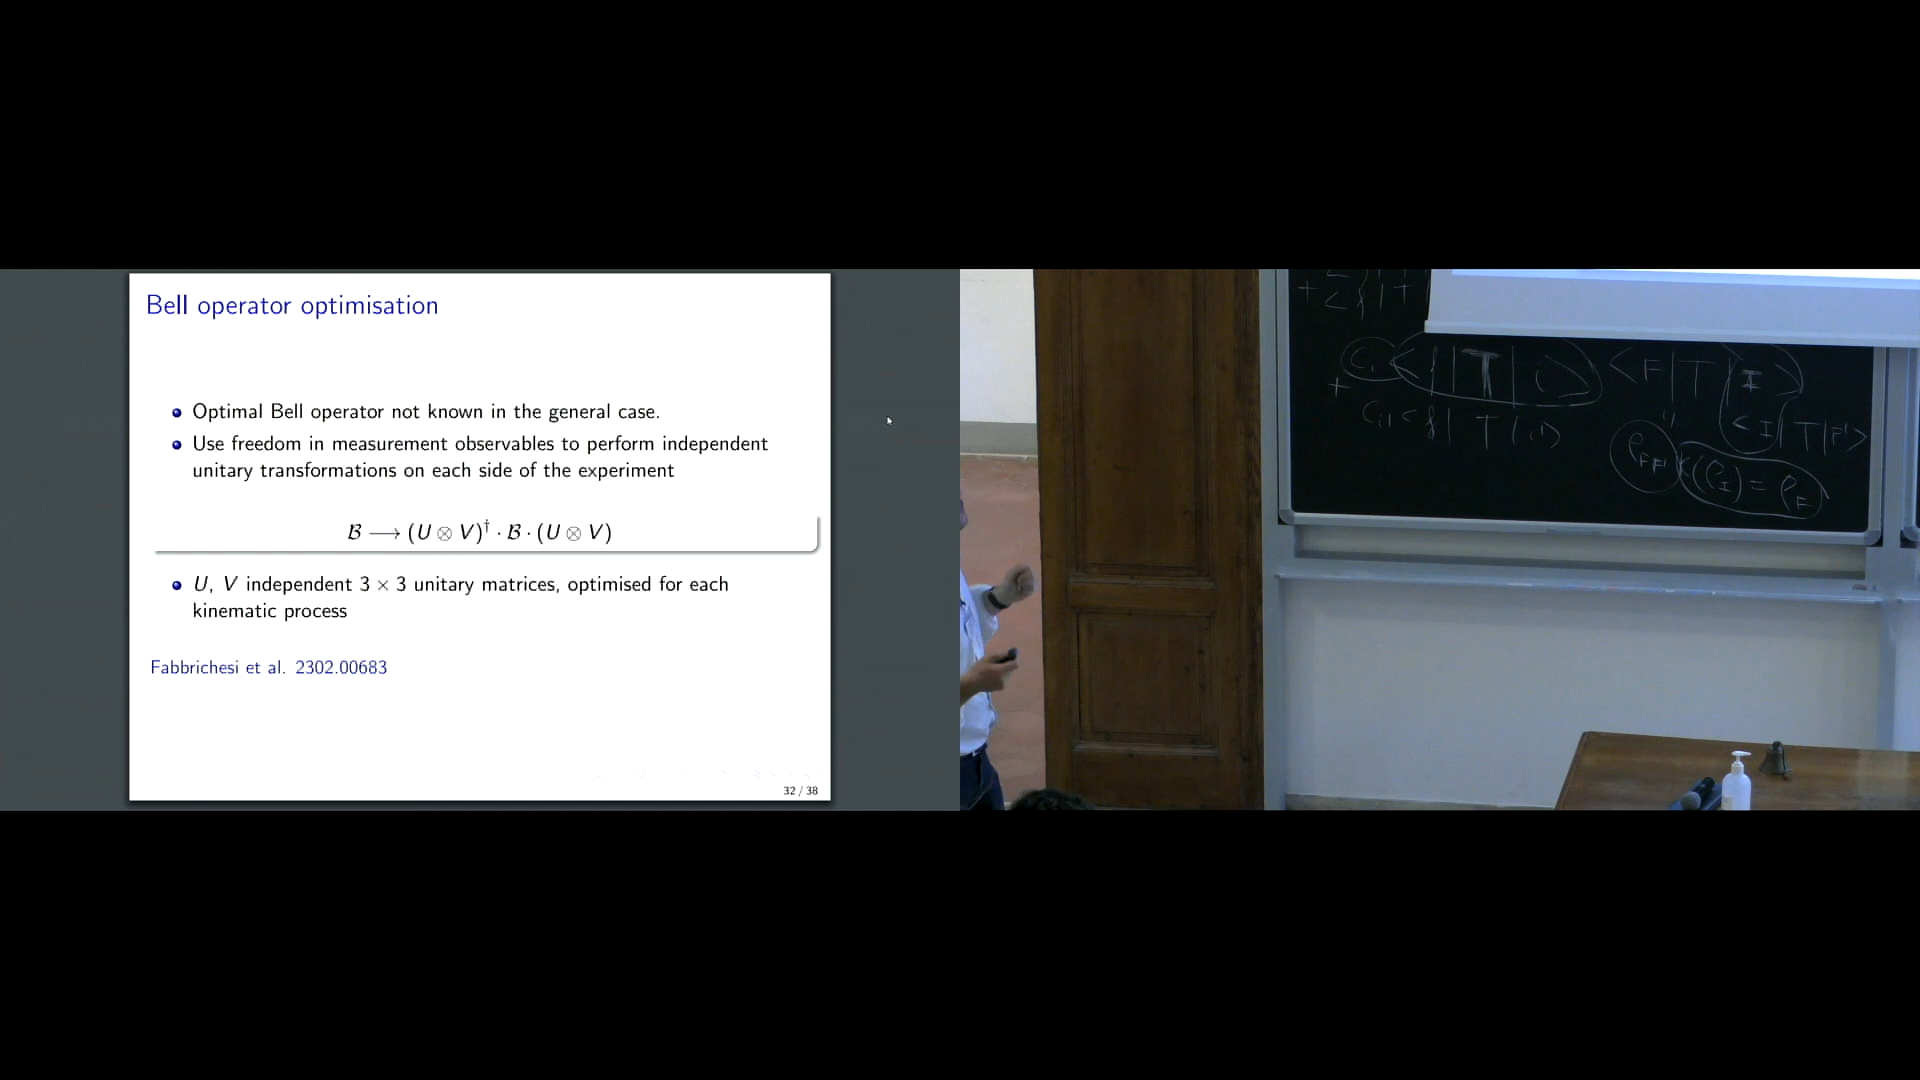 Bell operator optimisation
Optimal Bell operator not known in the general case.
Use freedom in measurement observables to perform independent
unitary transformations on each side of the experiment
ℬ ⟶ (U ⊗ V)† · ℬ · (U ⊗ V)
U, V independent 3 × 3 unitary matrices, optimised for each
kinematic process
Fabbrichesi et al. 2302.00683
32 / 38
<F|T|I>
<I|T|F'>